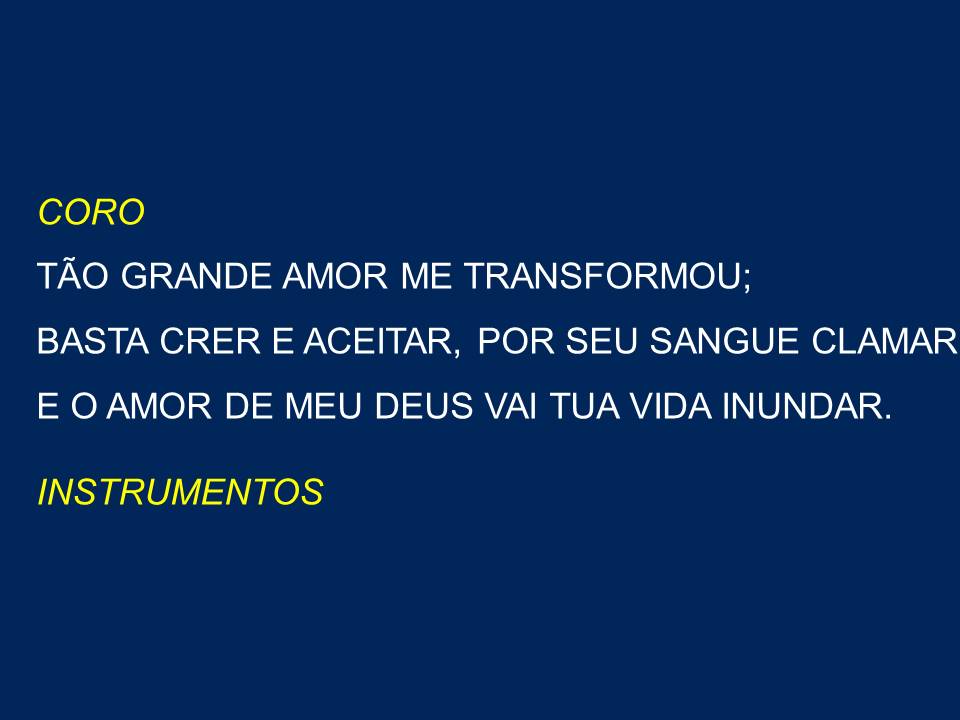 CORO
TÃO GRANDE AMOR ME TRANSFORMOU;
BASTA CRER E ACEITAR, POR SEU SANGUE CLAMAR
E O AMOR DE MEU DEUS VAI TUA VIDA INUNDAR.
INSTRUMENTOS